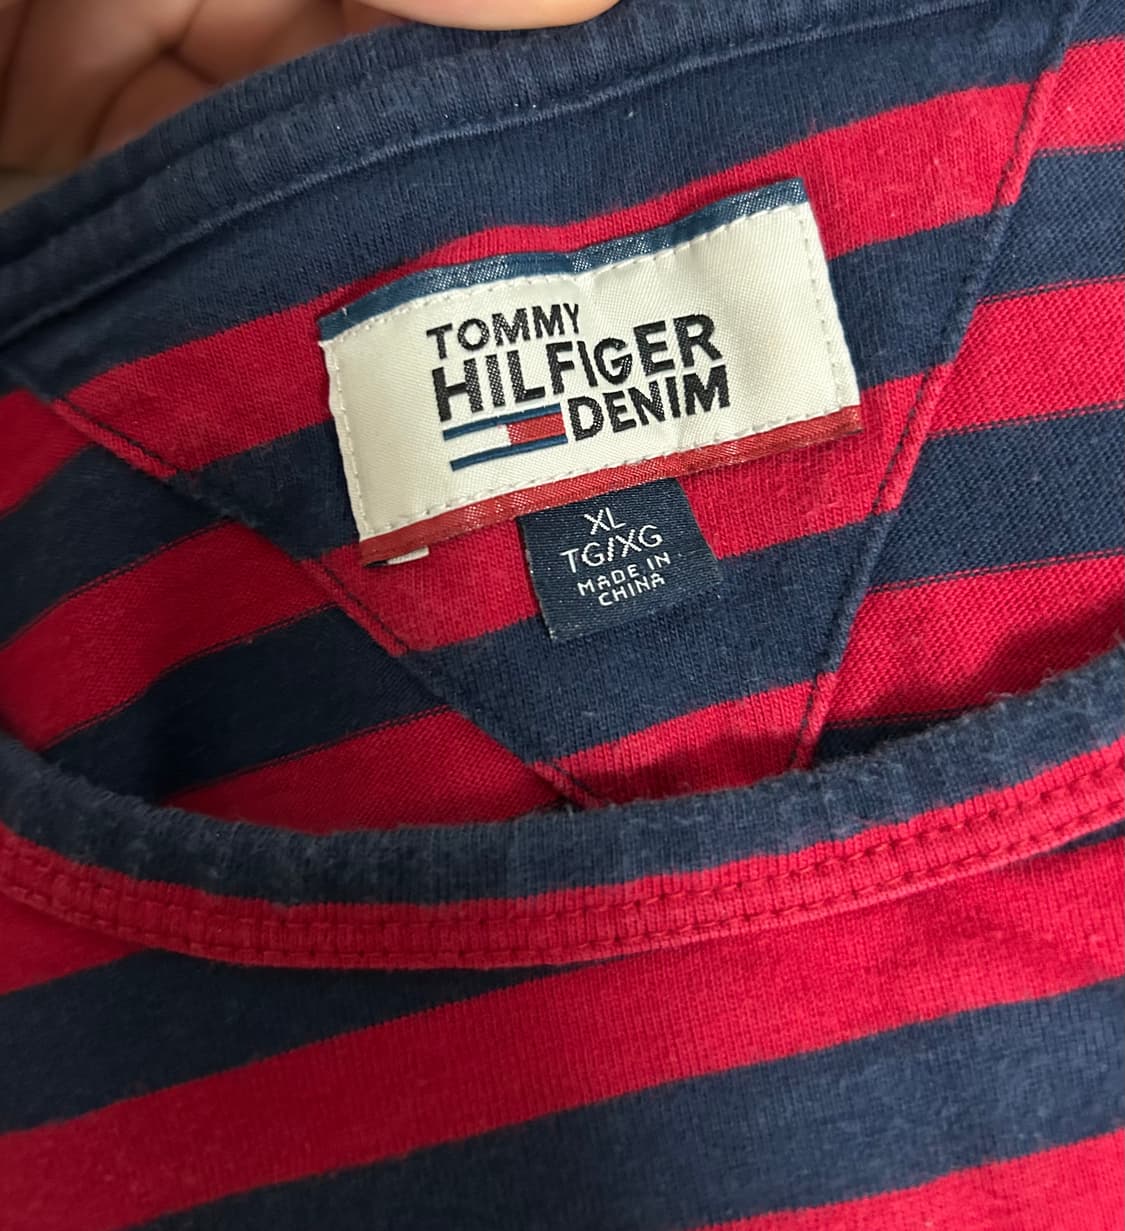 TOMMY
HILFIGER
DENIM
XL
TG/XG
MADE IN
CHINA